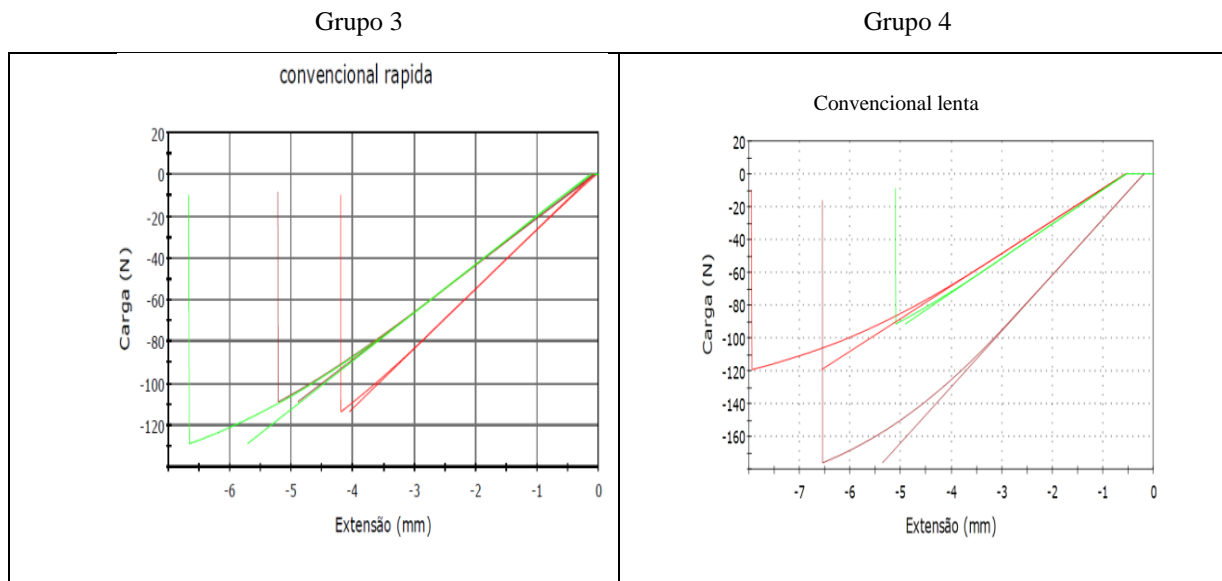 Grupo 3
convencional rapida
20
0
-20
-40
-60
-80
-100
-120
Carga (N)
-6 -5 -4 -3 -2 -1 0
Extensão (mm)
Grupo 4
Convencional lenta
20
0
-20
-40
-60
-80
-100
-120
-140
-160
Carga (N)
-7 -6 -5 -4 -3 -2 -1 0
Extensão (mm)